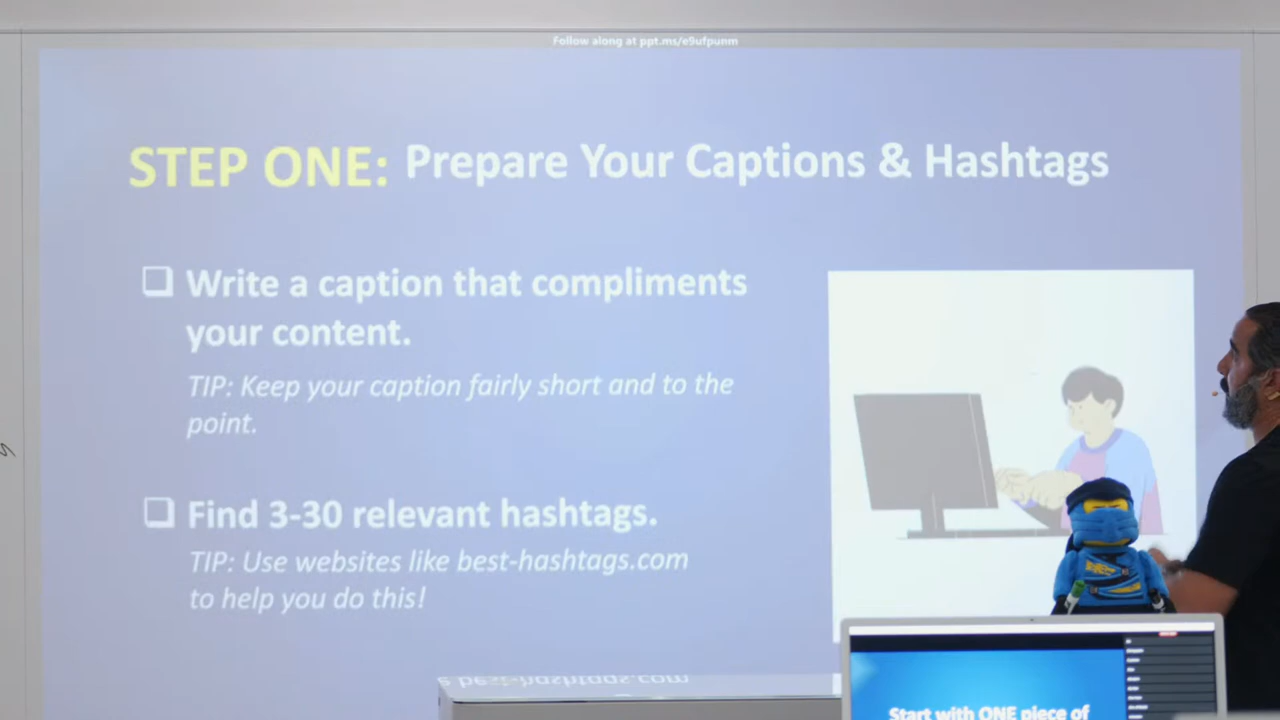 Follow along at ppt.ms/e9ufpunm
STEP ONE: Prepare Your Captions & Hashtags
Write a caption that compliments
your content.
TIP: Keep your caption fairly short and to the
point.
Find 3-30 relevant hashtags.
TIP: Use websites like best-hashtags.com
to help you do this!
best-hashtags.com
Start with ONE piece of